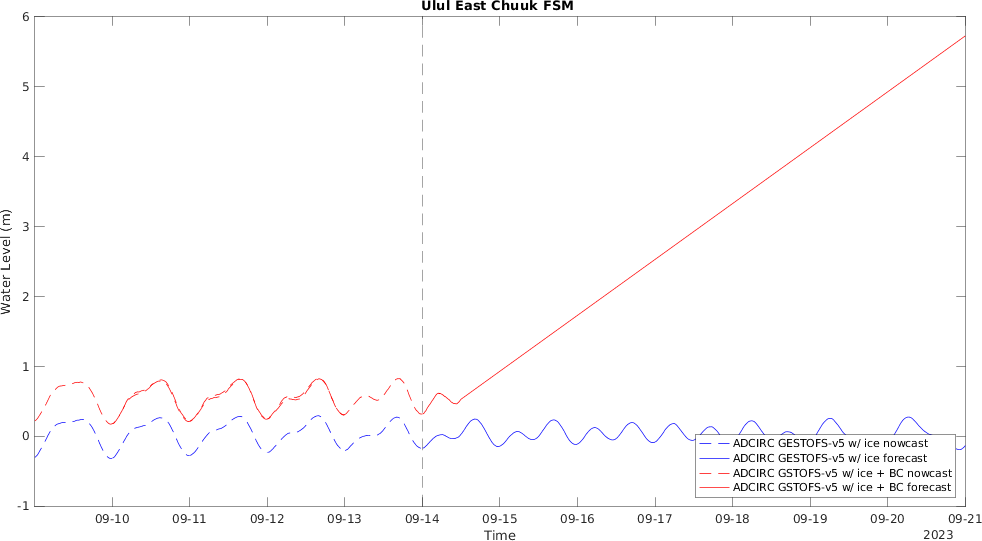 Ulul East Chuuk FSM
6
5
4
3
2
1
0
-1
Water Level (m)
ADCIRC GESTOFS-v5 w/ ice nowcast
ADCIRC GESTOFS-v5 w/ ice forecast
ADCIRC GSTOFS-v5 w/ ice + BC nowcast
ADCIRC GSTOFS-v5 w/ ice + BC forecast
09-10 09-11 09-12 09-13 09-14 09-15 09-16 09-17 09-18 09-19 09-20 09-21
Time
2023